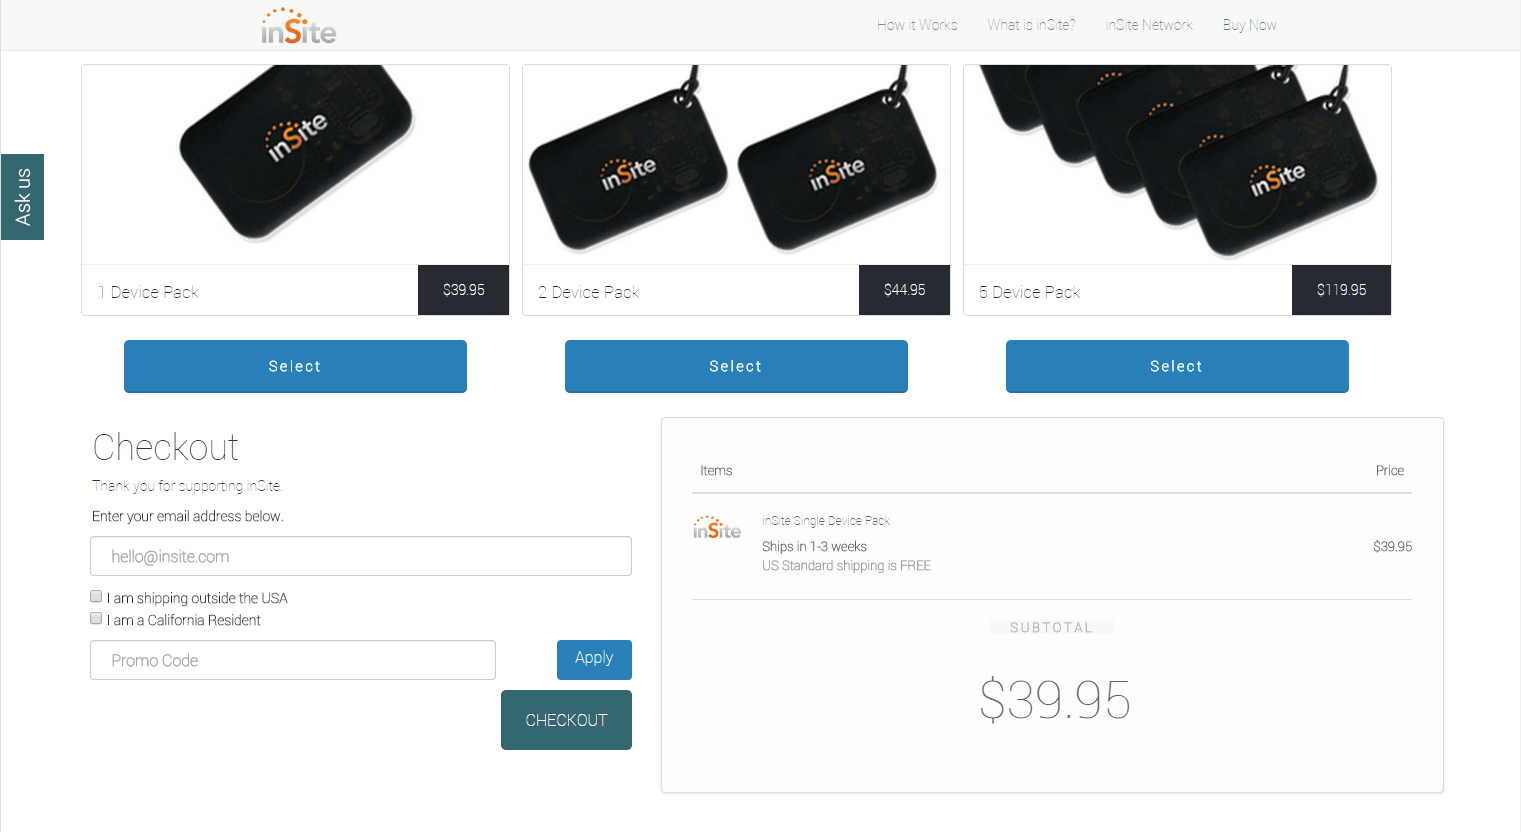 inSite
How it Works
What is inSite?
inSite Network
Buy Now
Ask us
inSite
inSite
inSite
inSite
1 Device Pack
$39.95
2 Device Pack
$44.95
5 Device Pack
$119.95
Select
Select
Select
Checkout
Thank you for supporting inSite.
Enter your email address below.
hello@insite.com
I am shipping outside the USA
I am a California Resident
Promo Code
Apply
CHECKOUT
Items
Price
inSite
inSite Single Device Pack
Ships in 1-3 weeks
$39.95
US Standard shipping is FREE
SUBTOTAL
$39.95